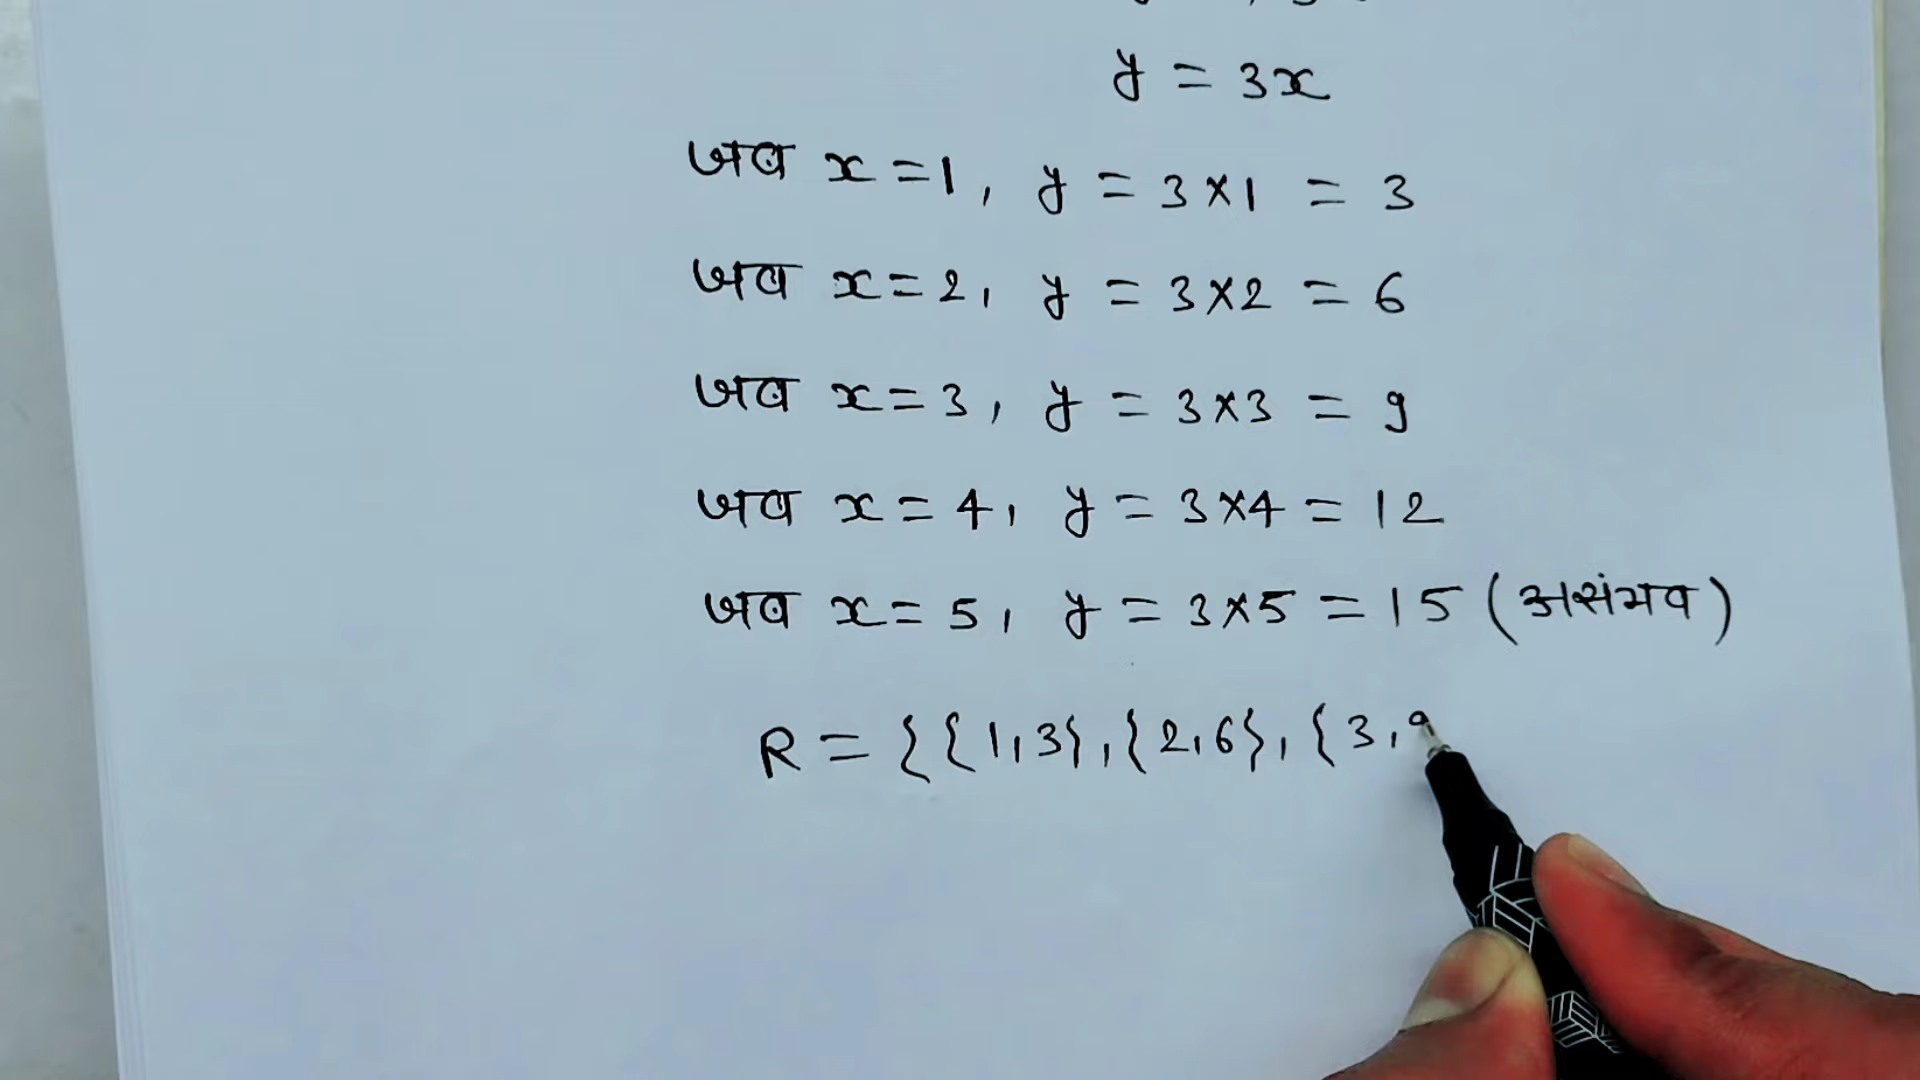 y = 3x
जब x = 1, y = 3 × 1 = 3
जब x = 2, y = 3 × 2 = 6
जब x = 3, y = 3 × 3 = 9
जब x = 4, y = 3 × 4 = 12
जब x = 5, y = 3 × 5 = 15 (असंभव)
R = { { 1, 3 }, { 2, 6 }, { 3, 9